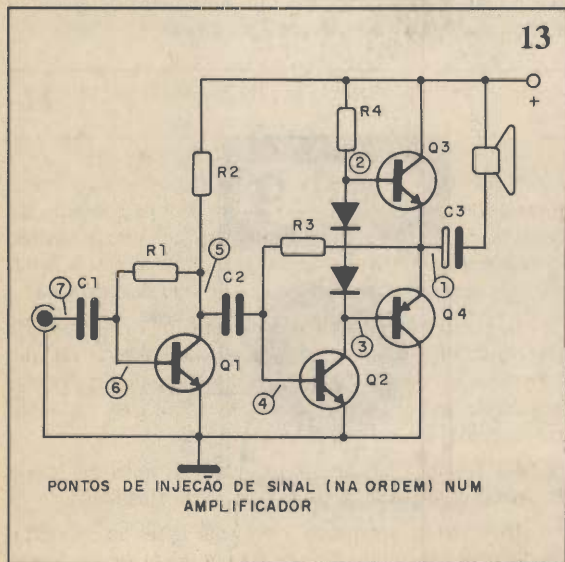 13
+
R4
Q3
2
R2
R1
5
R3
C3
7
C1
C2
1
3
Q4
6
Q1
4
Q2
PONTOS DE INJEÇÃO DE SINAL (NA ORDEM) NUM
AMPLIFICADOR